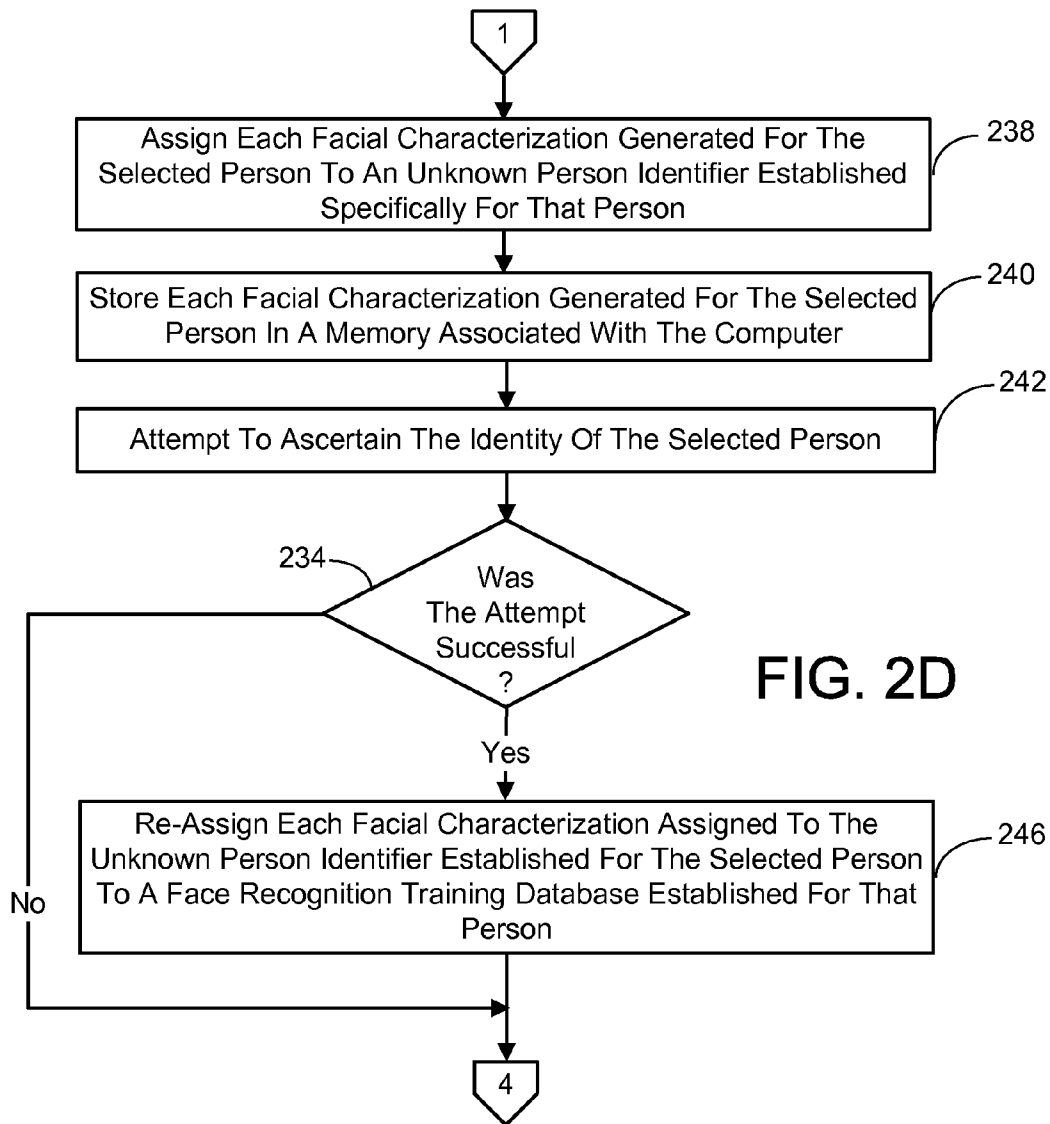 1
Assign Each Facial Characterization Generated For The
Selected Person To An Unknown Person Identifier Established
Specifically For That Person
238
Store Each Facial Characterization Generated For The Selected
Person In A Memory Associated With The Computer
240
Attempt To Ascertain The Identity Of The Selected Person
242
234
Was
The Attempt
Successful
?
FIG. 2D
Yes
Re-Assign Each Facial Characterization Assigned To The
Unknown Person Identifier Established For The Selected Person
To A Face Recognition Training Database Established For That
Person
246
No
4